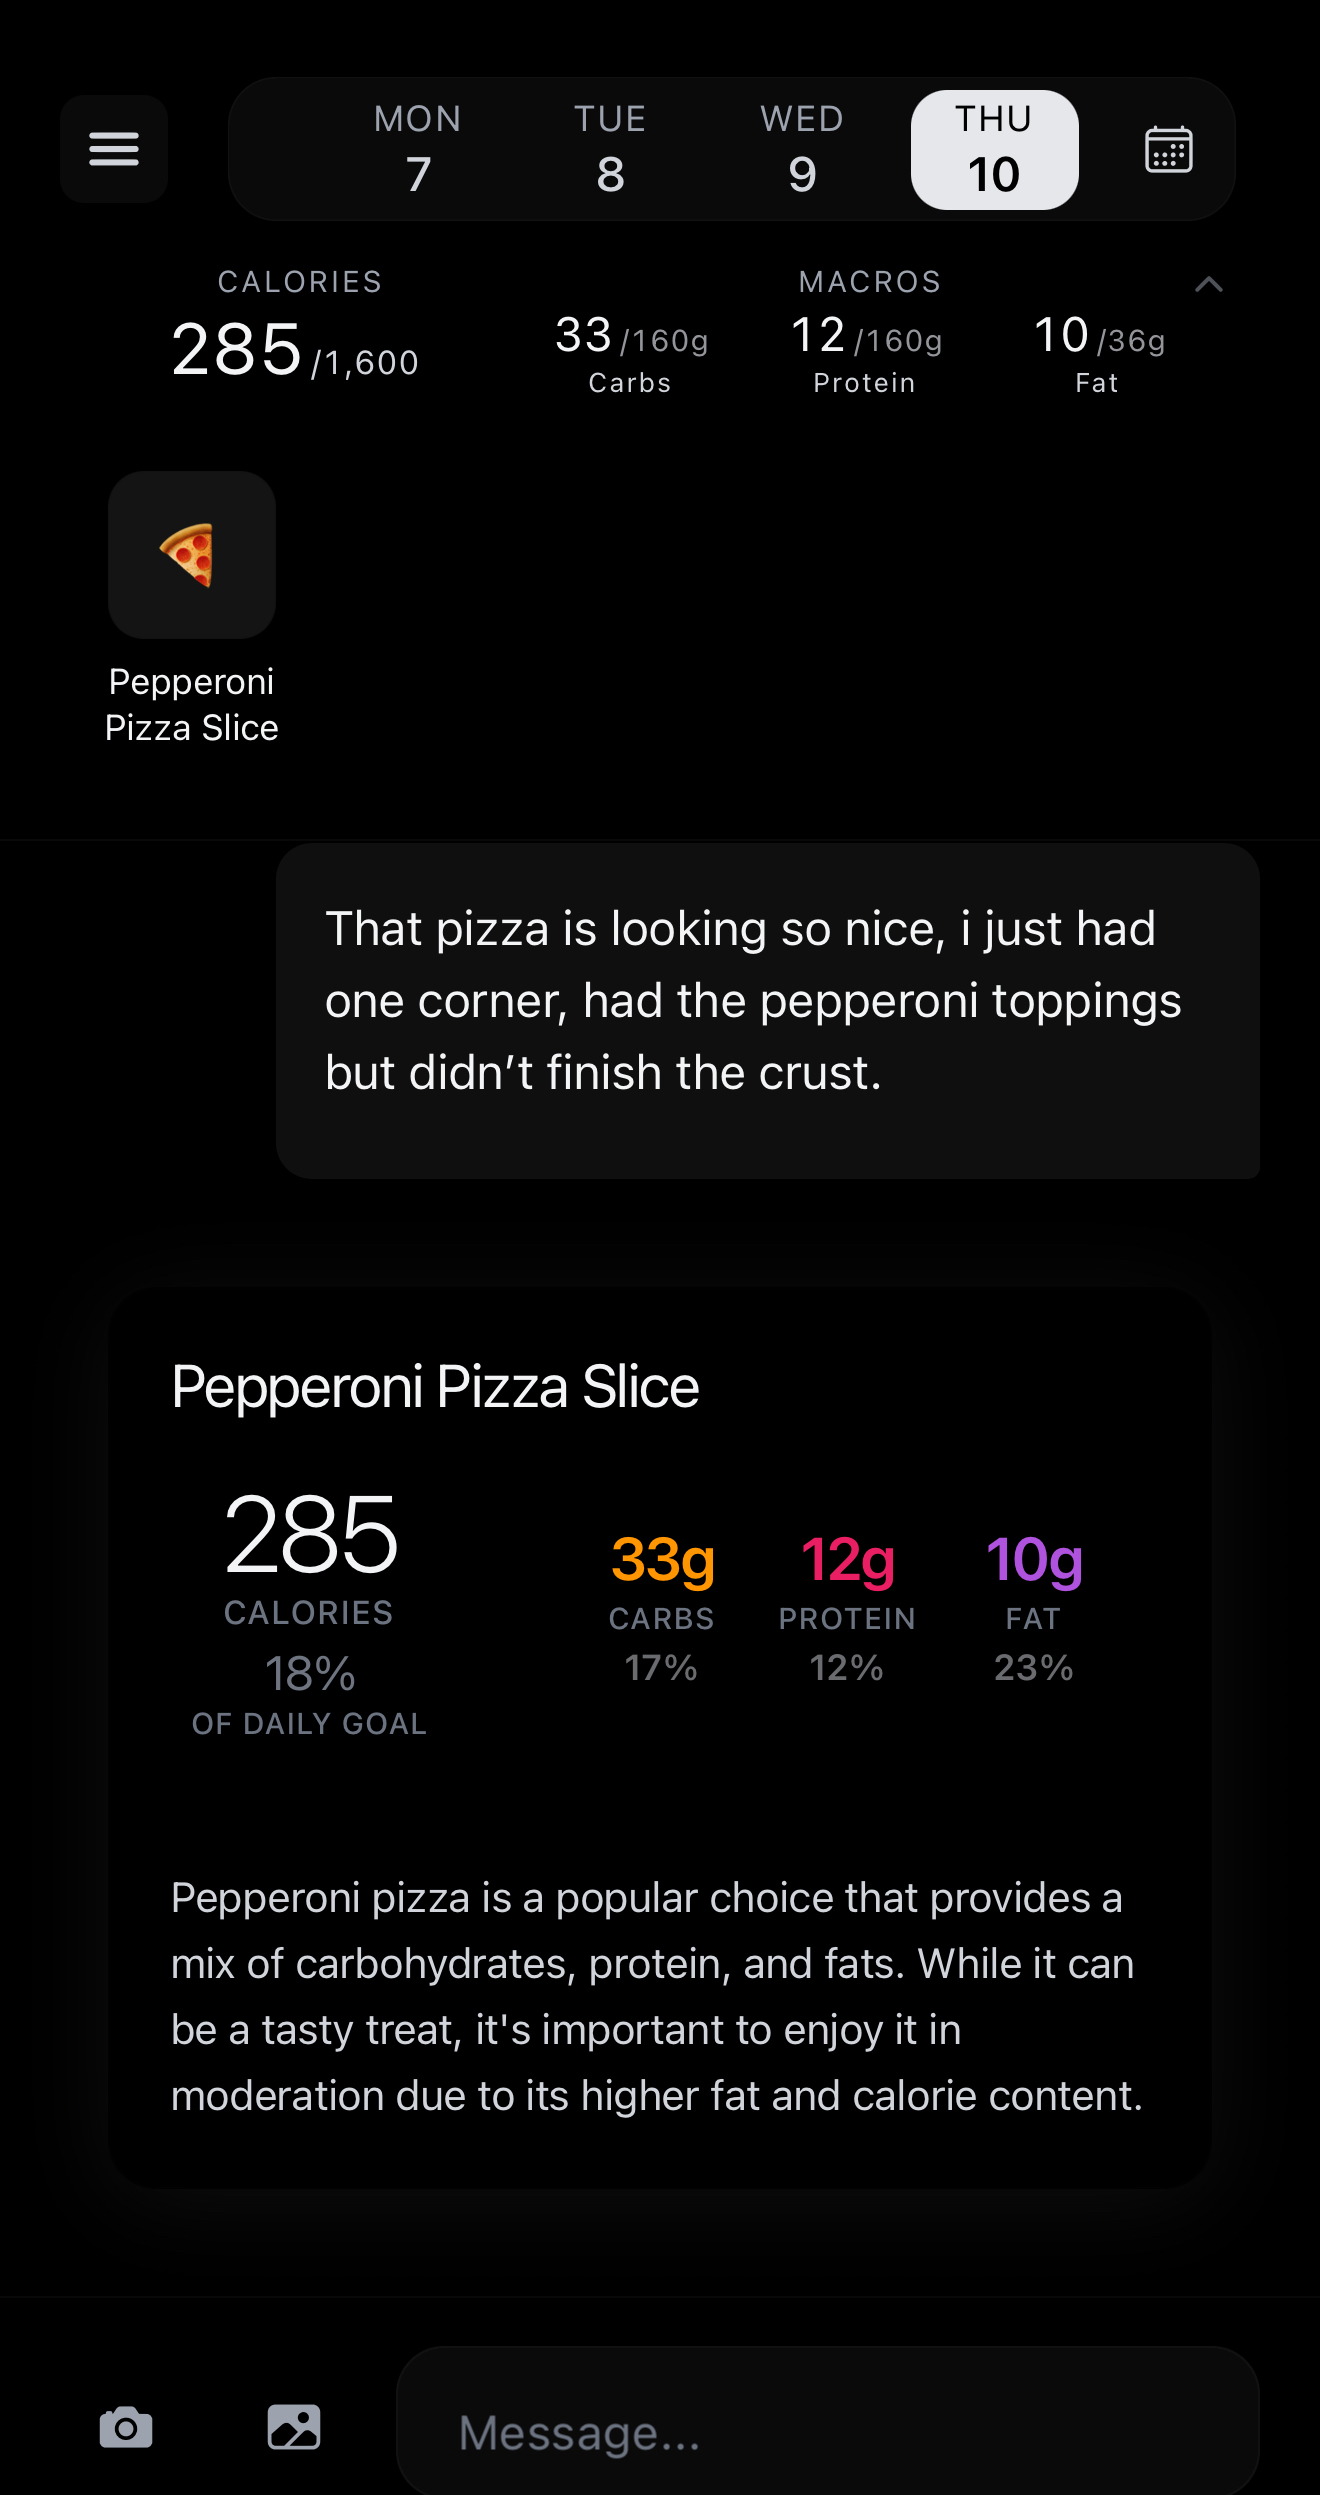 MON TUE WED THU
7 8 9 10
CALORIES MACROS
285/1,600 33/160g 12/160g 10/36g
Carbs Protein Fat
Pepperoni
Pizza Slice
That pizza is looking so nice, i just had
one corner, had the pepperoni toppings
but didn’t finish the crust.
Pepperoni Pizza Slice
285 33g 12g 10g
CALORIES CARBS PROTEIN FAT
18% 17% 12% 23%
OF DAILY GOAL
Pepperoni pizza is a popular choice that provides a
mix of carbohydrates, protein, and fats. While it can
be a tasty treat, it's important to enjoy it in
moderation due to its higher fat and calorie content.
Message...